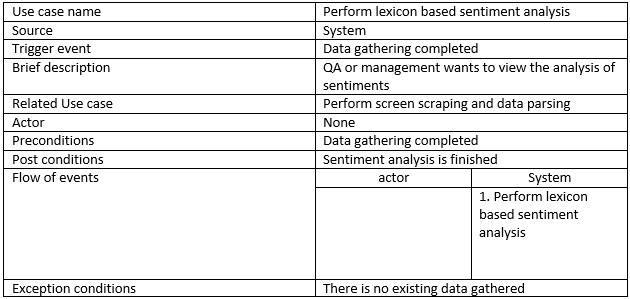 Use case name Perform lexicon based sentiment analysis
Source System
Trigger event Data gathering completed
Brief description QA or management wants to view the analysis of
sentiments
Related Use case Perform screen scraping and data parsing
Actor None
Preconditions Data gathering completed
Post conditions Sentiment analysis is finished
Flow of events actor System
1. Perform lexicon
based sentiment
analysis
Exception conditions There is no existing data gathered